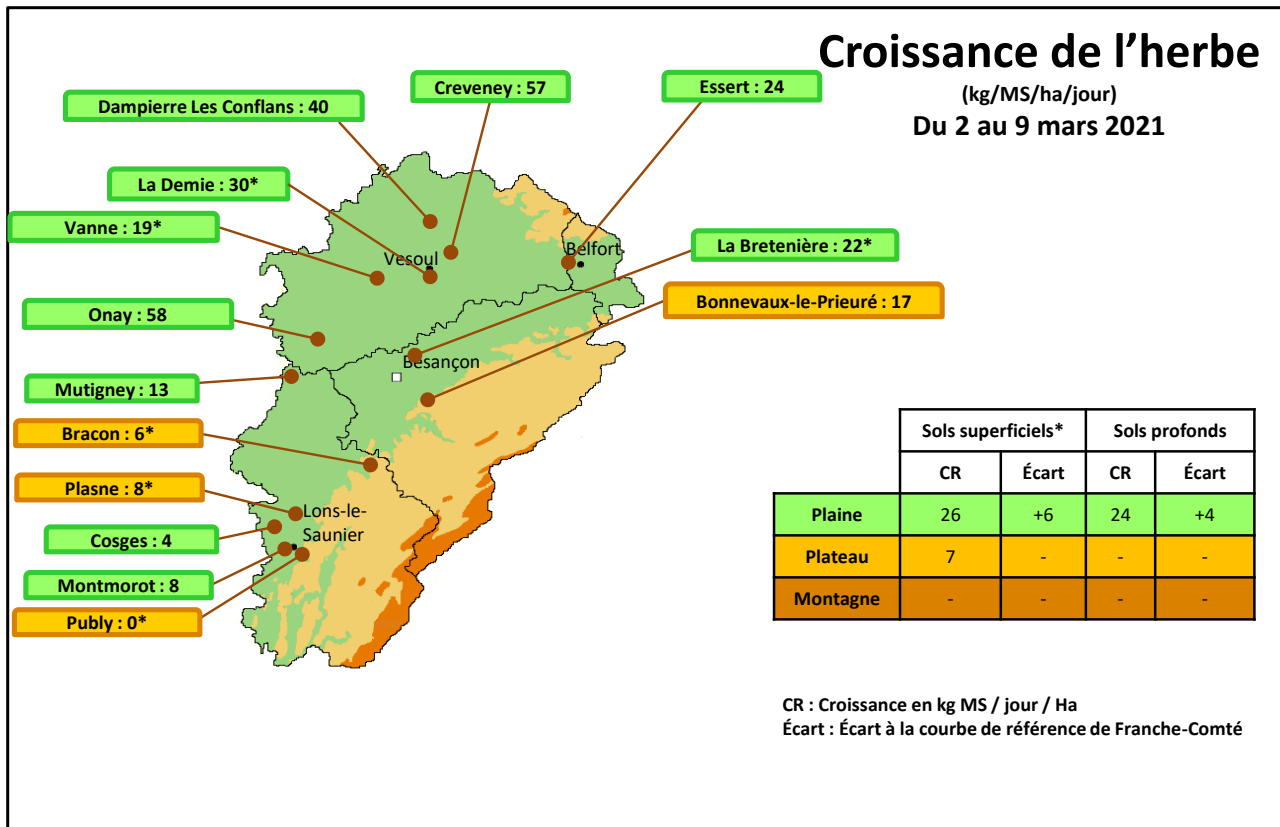 Croissance de l’herbe
(kg/MS/ha/jour)
Du 2 au 9 mars 2021
Dampierre Les Conflans : 40
Creveney : 57
Essert : 24
La Demie : 30*
Vanne : 19*
La Bretenière : 22*
Bonnevaux-le-Prieuré : 17
Onay : 58
Mutigney : 13
Bracon : 6*
Plasne : 8*
Cosges : 4
Montmorot : 8
Publy : 0*
Vesoul
Belfort
Besançon
Lons-le-
Saunier
Sols superficiels* Sols profonds
CR Écart CR Écart
Plaine 26 +6 24 +4
Plateau 7 - - -
Montagne - - - -
CR : Croissance en kg MS / jour / Ha
Écart : Écart à la courbe de référence de Franche-Comté